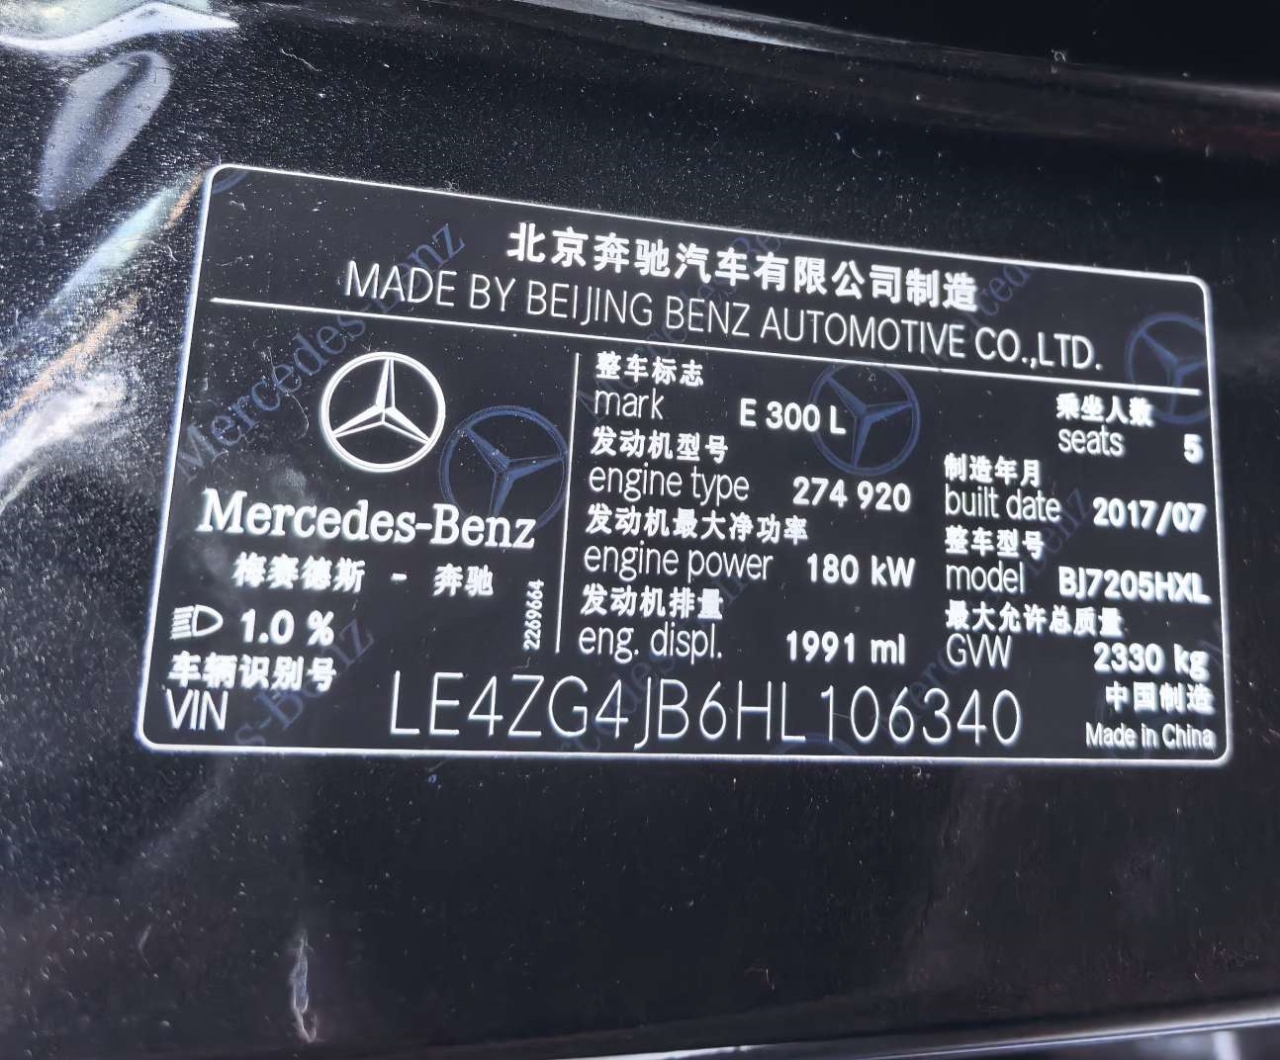 北京奔驰汽车有限公司制造
MADE BY BEIJING BENZ AUTOMOTIVE CO.,LTD.
Mercedes-Benz
梅赛德斯 - 奔驰
1.0 %
2269664
整车标志
mark E 300 L
乘坐人数
seats 5
发动机型号
engine type 274 920
制造年月
built date 2017/07
发动机最大净功率
engine power 180 kW
整车型号
model BJ7205HXL
发动机排量
eng. displ. 1991 ml
最大允许总质量
GVW 2330 kg
车辆识别号
VIN LE4ZG4JB6HL106340
中国制造
Made in China